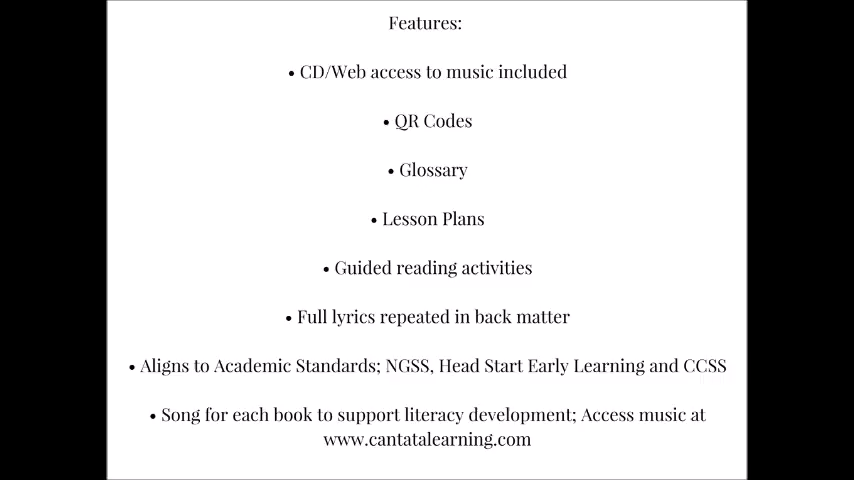 Features:
• CD/Web access to music included
• QR Codes
• Glossary
• Lesson Plans
• Guided reading activities
• Full lyrics repeated in back matter
• Aligns to Academic Standards; NGSS, Head Start Early Learning and CCSS
• Song for each book to support literacy development; Access music at
www.cantatalearning.com